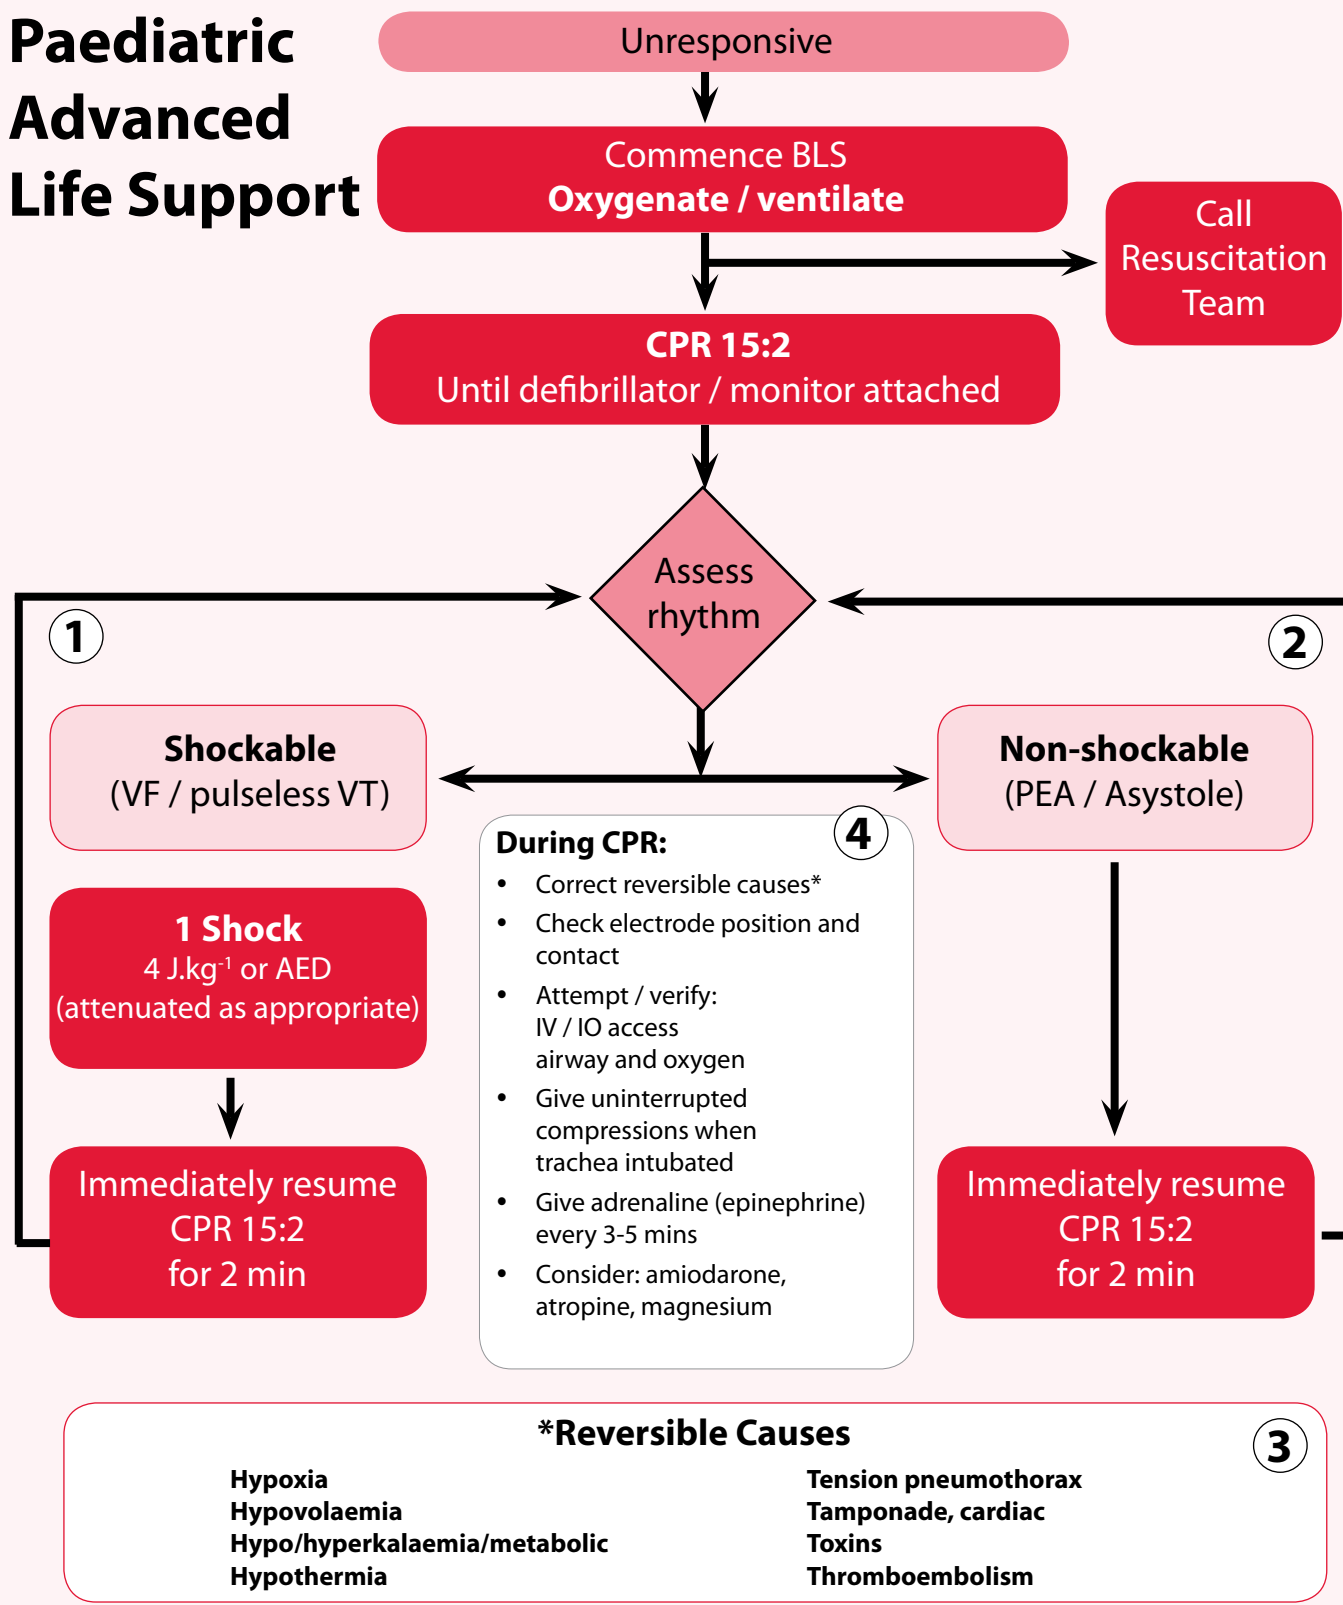 Paediatric
Advanced
Life Support
Unresponsive
Commence BLS
Oxygenate / ventilate
Call
Resuscitation
Team
CPR 15:2
Until defibrillator / monitor attached
Assess
rhythm
1
2
Shockable
(VF / pulseless VT)
Non-shockable
(PEA / Asystole)
1 Shock
4 J.kg⁻¹ or AED
(attenuated as appropriate)
Immediately resume
CPR 15:2
for 2 min
During CPR:
4
• Correct reversible causes*
• Check electrode position and
contact
• Attempt / verify:
IV / IO access
airway and oxygen
• Give uninterrupted
compressions when
trachea intubated
• Give adrenaline (epinephrine)
every 3-5 mins
• Consider: amiodarone,
atropine, magnesium
Immediately resume
CPR 15:2
for 2 min
*Reversible Causes
3
Hypoxia
Hypovolaemia
Hypo/hyperkalaemia/metabolic
Hypothermia
Tension pneumothorax
Tamponade, cardiac
Toxins
Thromboembolism